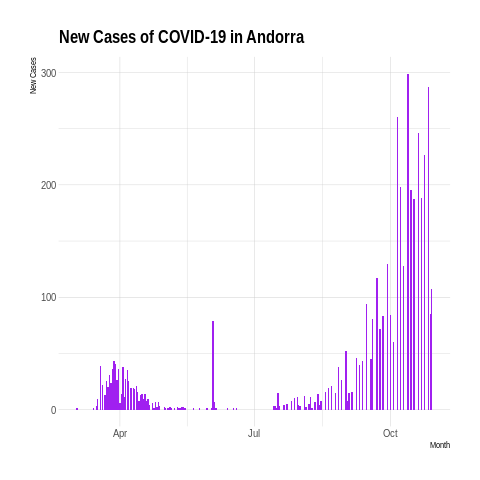 New Cases of COVID-19 in Andorra
New Cases
300
200
100
0
Apr
Jul
Oct
Month